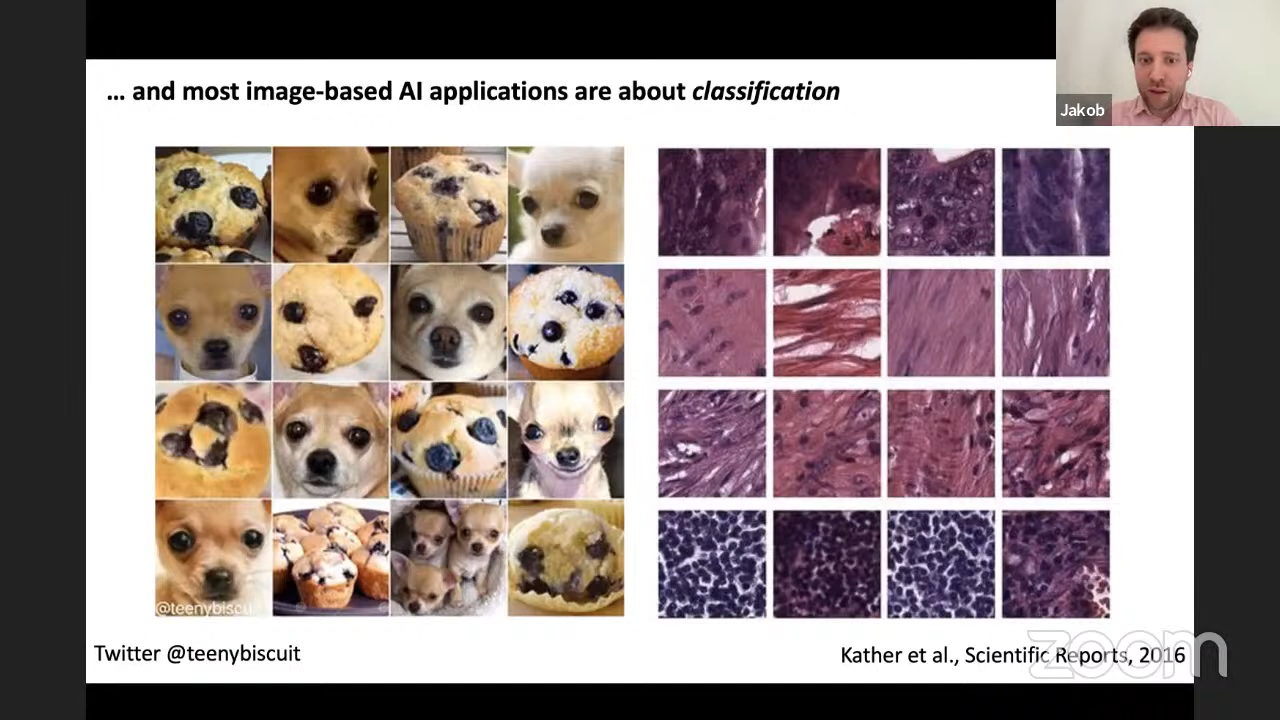 … and most image-based AI applications are about classification
Jakob
@teenybiscu
Twitter @teenybiscuit
Kather et al., Scientific Reports, 2016
zoom